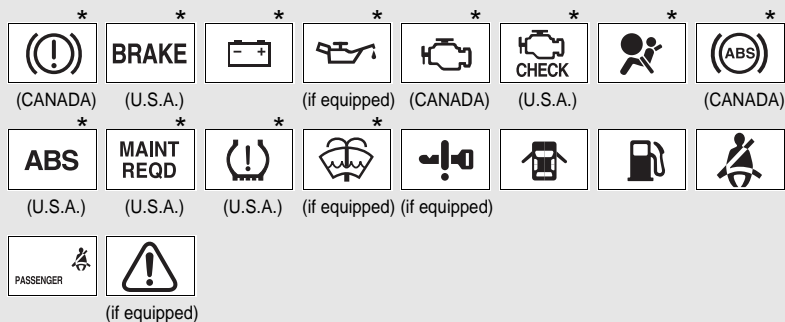 * * * * * * * *
(!) BRAKE - + CHECK (ABS)
(CANADA) (U.S.A.) (if equipped) (CANADA) (U.S.A.) (CANADA)
* * * *
ABS MAINT REQD (!)
(U.S.A.) (U.S.A.) (U.S.A.) (if equipped) (if equipped)
PASSENGER !
(if equipped)